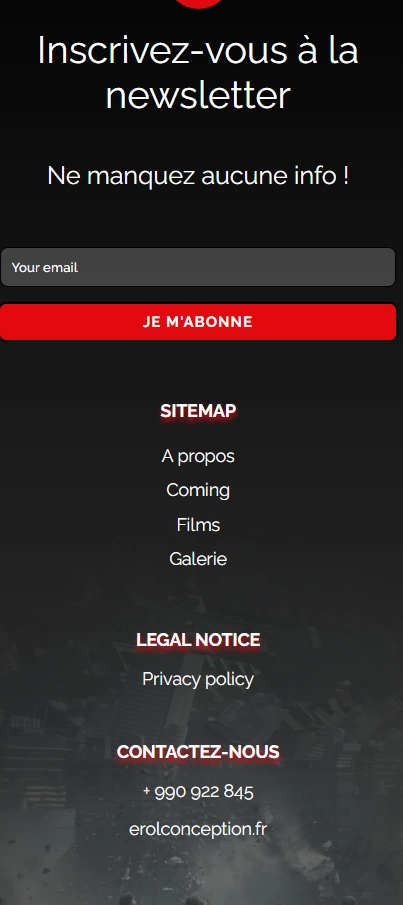 Inscrivez-vous à la
newsletter
Ne manquez aucune info !
Your email
JE M'ABONNE
SITEMAP
A propos
Coming
Films
Galerie
LEGAL NOTICE
Privacy policy
CONTACTEZ-NOUS
+ 990 922 845
erolconception.fr